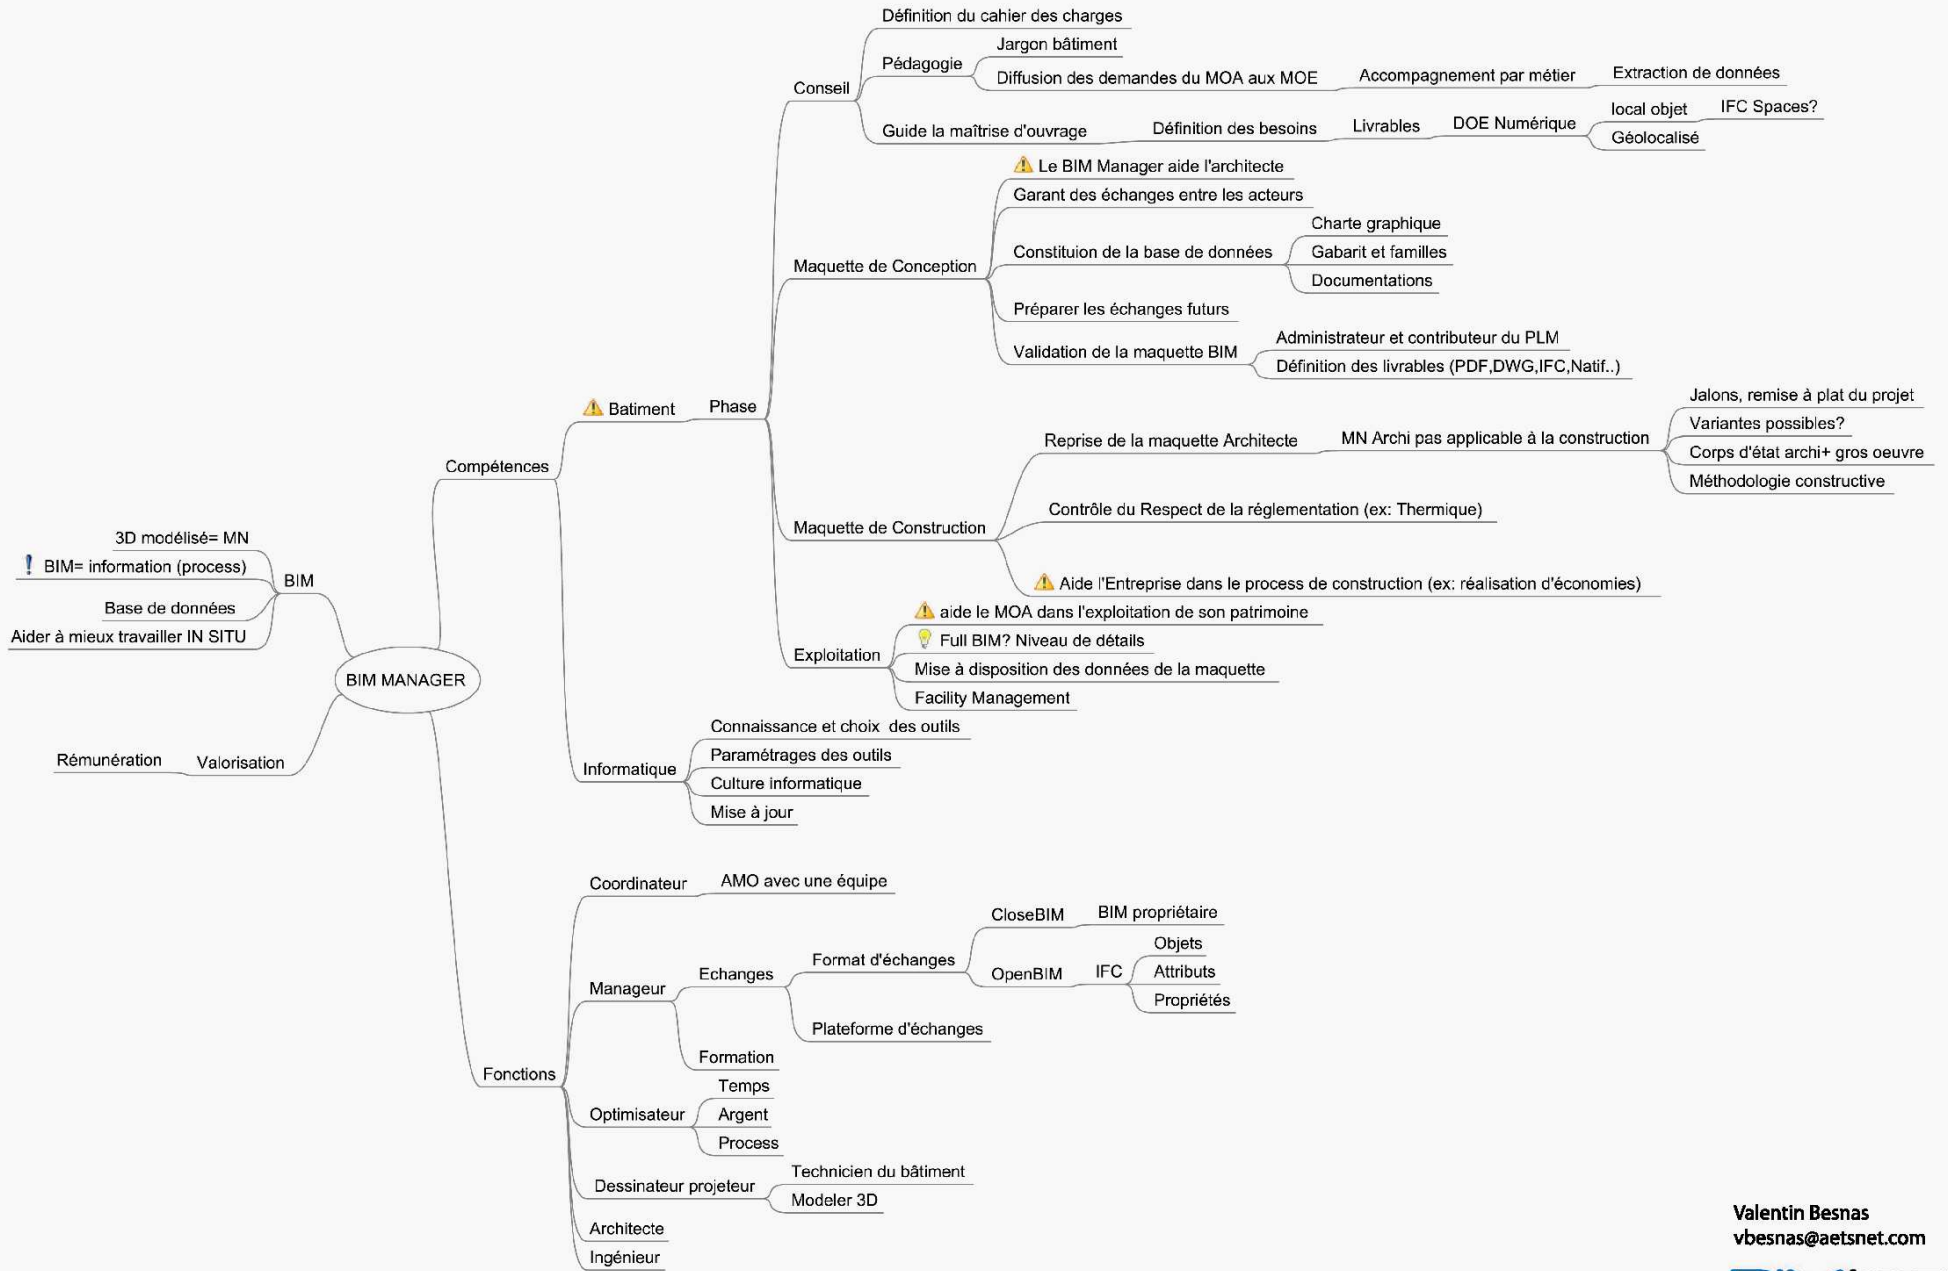 BIM MANAGER
BIM
3D modélisé= MN
BIM= information (process)
Base de données
Aider à mieux travailler IN SITU
Valorisation
Rémunération
Compétences
Batiment
Phase
Conseil
Définition du cahier des charges
Pédagogie
Jargon bâtiment
Diffusion des demandes du MOA aux MOE
Accompagnement par métier
Extraction de données
Guide la maîtrise d'ouvrage
Définition des besoins
Livrables
DOE Numérique
local objet
IFC Spaces?
Géolocalisé
Maquette de Conception
Le BIM Manager aide l'architecte
Garant des échanges entre les acteurs
Constituion de la base de données
Charte graphique
Gabarit et familles
Documentations
Préparer les échanges futurs
Validation de la maquette BIM
Administrateur et contributeur du PLM
Définition des livrables (PDF,DWG,IFC,Natif..)
Maquette de Construction
Reprise de la maquette Architecte
MN Archi pas applicable à la construction
Jalons, remise à plat du projet
Variantes possibles?
Corps d'état archi+ gros oeuvre
Méthodologie constructive
Contrôle du Respect de la réglementation (ex: Thermique)
Aide l'Entreprise dans le process de construction (ex: réalisation d'économies)
Exploitation
aide le MOA dans l'exploitation de son patrimoine
Full BIM? Niveau de détails
Mise à disposition des données de la maquette
Facility Management
Informatique
Connaissance et choix des outils
Paramétrages des outils
Culture informatique
Mise à jour
Fonctions
Coordinateur
AMO avec une équipe
Manageur
Echanges
Format d'échanges
CloseBIM
BIM propriétaire
OpenBIM
IFC
Objets
Attributs
Propriétés
Plateforme d'échanges
Formation
Optimisateur
Temps
Argent
Process
Dessinateur projeteur
Technicien du bâtiment
Modeler 3D
Architecte
Ingénieur
Valentin Besnas
vbesnas@aetsnet.com